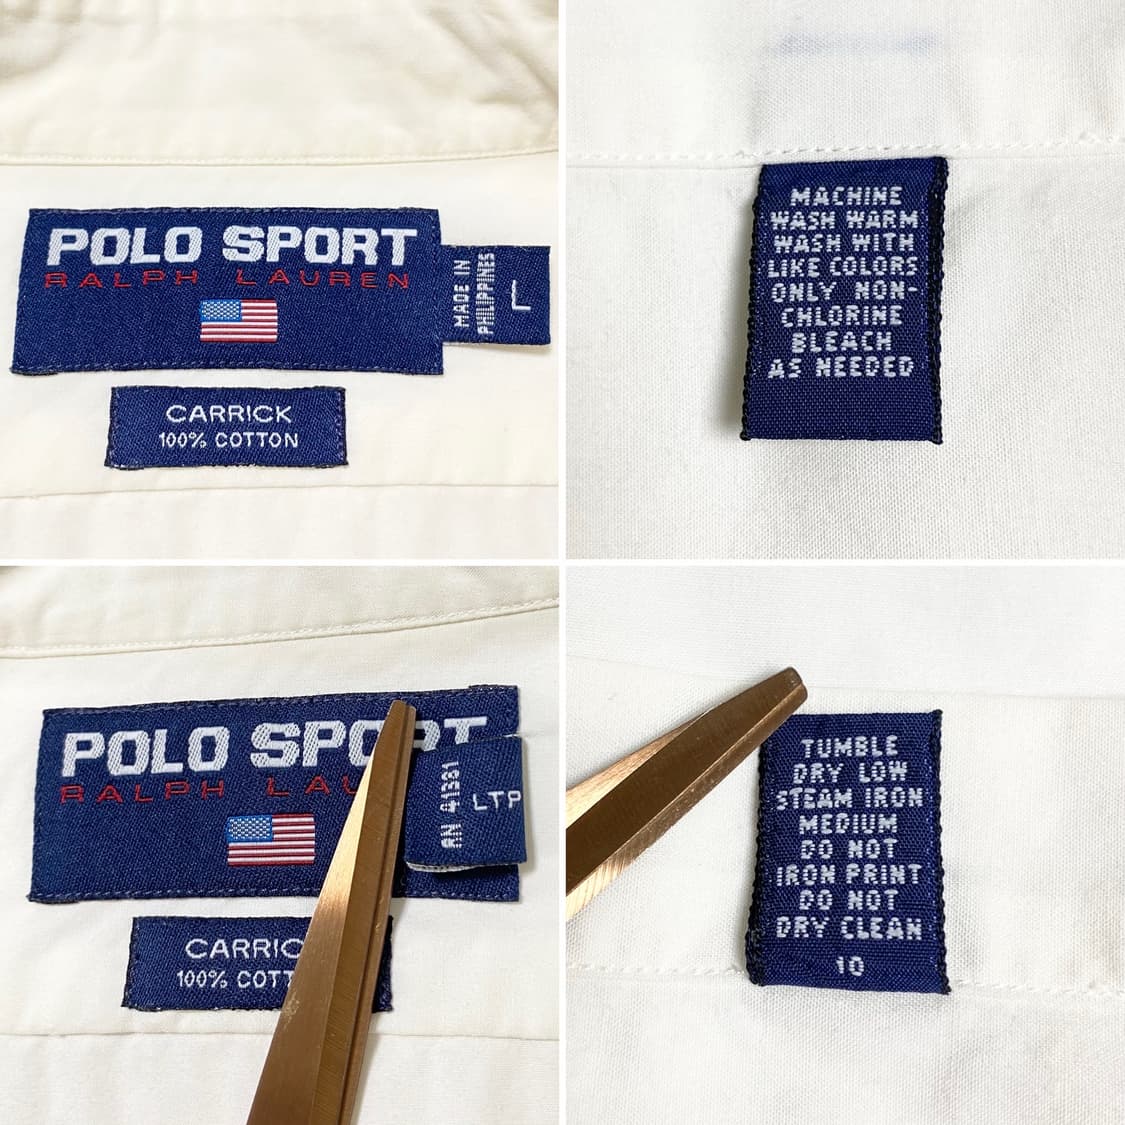 POLO SPORT
RALPH LAUREN
MADE IN
PHILIPPINES
L
CARRICK
100% COTTON
MACHINE
WASH WARM
WASH WITH
LIKE COLORS
ONLY NON-
CHLORINE
BLEACH
AS NEEDED
POLO SPORT
RALPH LAU
RN 41381
LTP
CARRIC
100% COTT
TUMBLE
DRY LOW
STEAM IRON
MEDIUM
DO NOT
IRON PRINT
DO NOT
DRY CLEAN
10